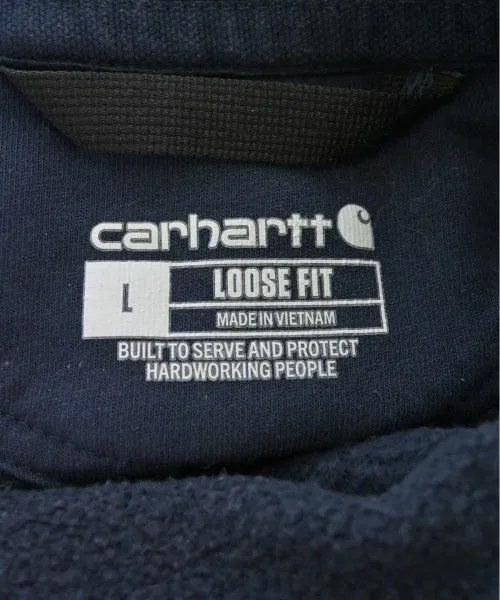 carhartt
L
LOOSE FIT
MADE IN VIETNAM
BUILT TO SERVE AND PROTECT
HARDWORKING PEOPLE